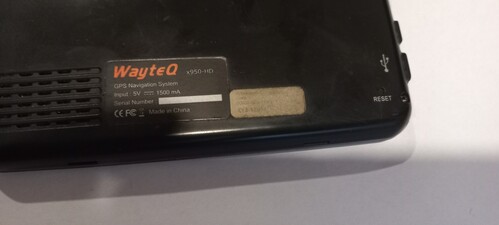 WayteQ x950-HD
GPS Navigation System
Input : 5V ⎓ 1500 mA
Serial Number :
CE FC Made in China
RESET